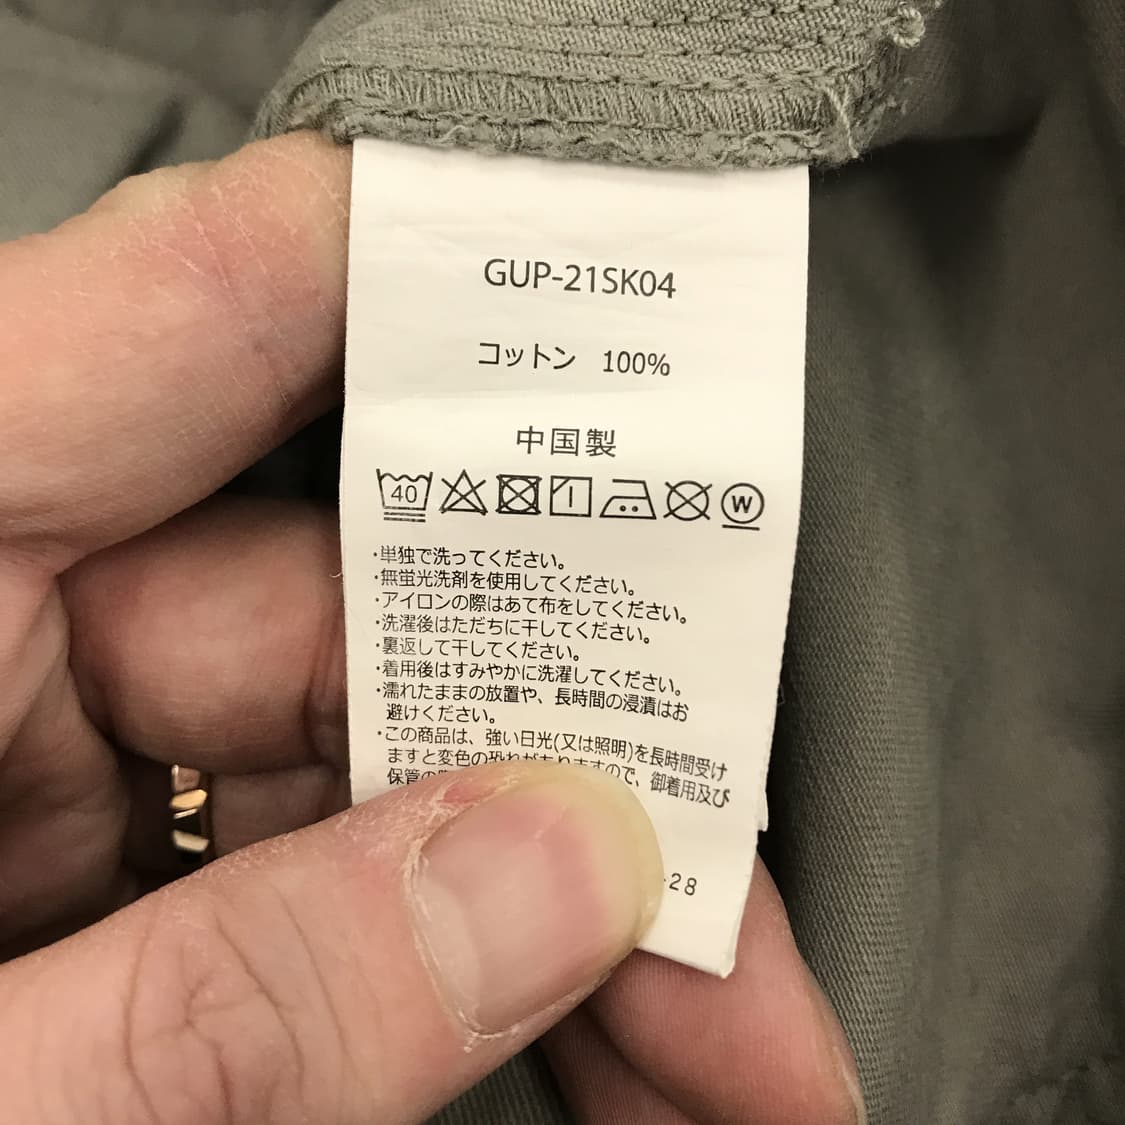 GUP-21SK04
コットン 100%
中国製
40 W
・単独で洗ってください。
・無蛍光洗剤を使用してください。
・アイロンの際はあて布をしてください。
・洗濯後はただちに干してください。
・裏返して干してください。
・着用後はすみやかに洗濯してください。
・濡れたままの放置や、長時間の浸漬はお
避けください。
・この商品は、強い日光(又は照明)を長時間受け
ますと変色の恐れがありますので、御着用及び
保管の
-28